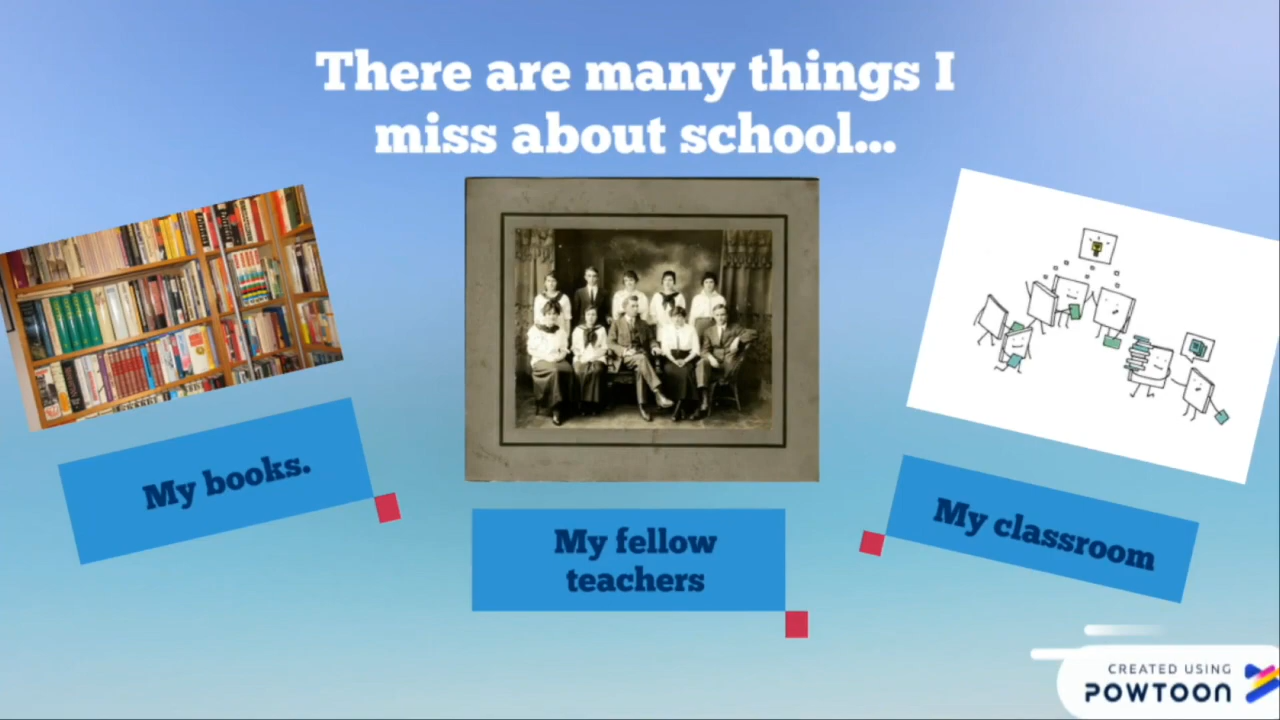 There are many things I
miss about school...
My books.
My fellow
teachers
My classroom
CREATED USING
POWTOON